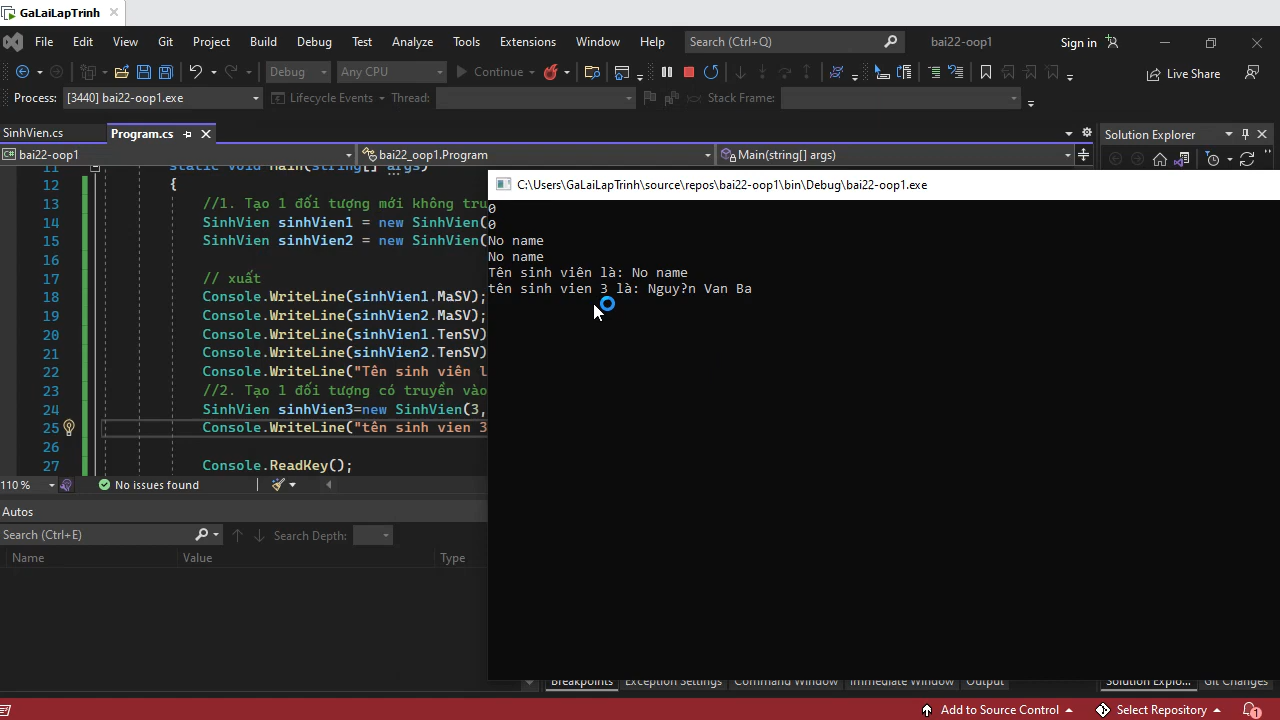 GaLaiLapTrinh
File Edit View Git Project Build Debug Test Analyze Tools Extensions Window Help Search (Ctrl+Q) bai22-oop1 Sign in
Debug Any CPU Continue Live Share
Process: [3440] bai22-oop1.exe Lifecycle Events Thread: Stack Frame:
SinhVien.cs Program.cs Solution Explorer
bai22-oop1 bai22_oop1.Program Main(string[] args)
11 static void Main(string[] args)
12 {
13 //1. Tạo 1 đối tượng mới không
14 SinhVien sinhVien1 = new SinhVien(
15 SinhVien sinhVien2 = new SinhVien(
16
17 // xuất
18 Console.WriteLine(sinhVien1.MaSV);
19 Console.WriteLine(sinhVien2.MaSV);
20 Console.WriteLine(sinhVien1.TenSV)
21 Console.WriteLine(sinhVien2.TenSV)
22 Console.WriteLine("Tên sinh viên l
23 //2. Tạo 1 đối tượng có truyền vào
24 SinhVien sinhVien3=new SinhVien(3,
25 Console.WriteLine("tên sinh vien 3
26
27 Console.ReadKey();
C:\Users\GaLaiLapTrinh\source\repos\bai22-oop1\bin\Debug\bai22-oop1.exe
0
0
No name
No name
Tên sinh viên là: No name
tên sinh vien 3 là: Nguy?n Van Ba
110 % No issues found
Autos
Search (Ctrl+E) Search Depth:
Name Value Type
Breakpoints Exception Settings Command Window Immediate Window Output Solution Explo... Git Changes
Add to Source Control Select Repository 1